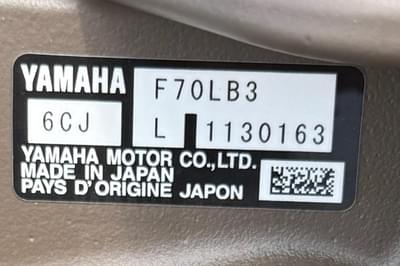 YAMAHA F70LB3
6CJ L 1130163
YAMAHA MOTOR CO.,LTD.
MADE IN JAPAN
PAYS D'ORIGINE JAPON